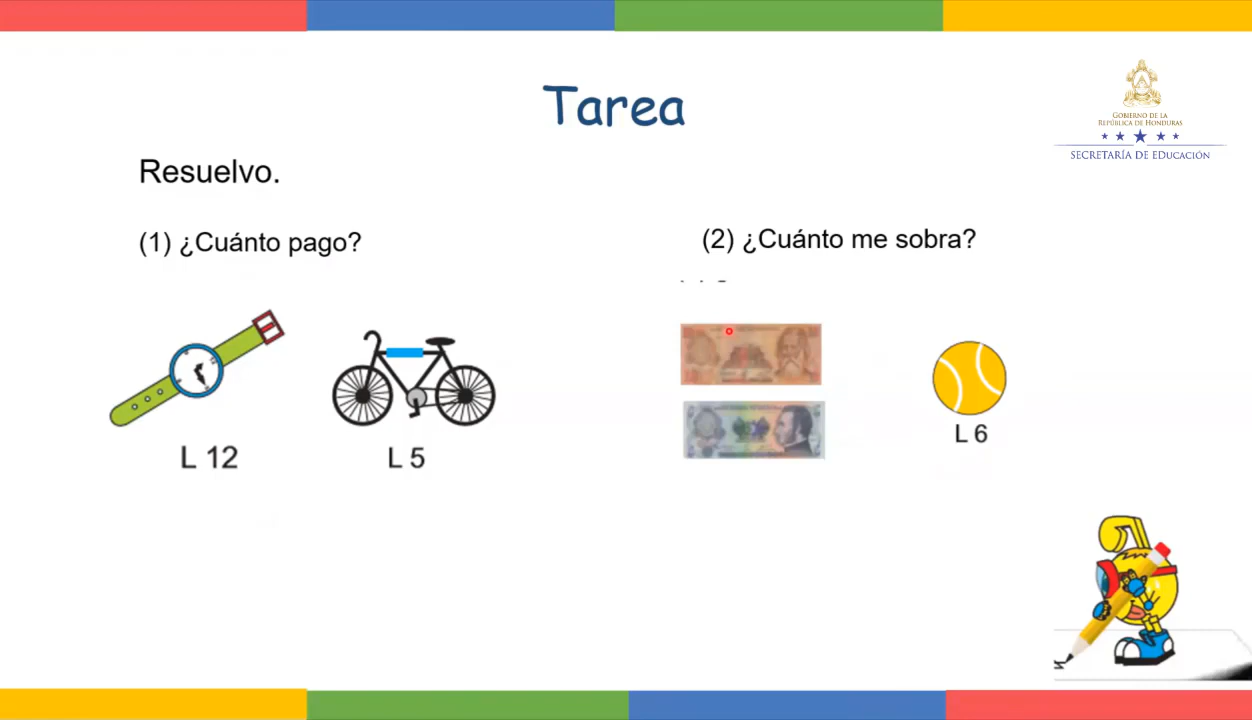 Tarea
GOBIERNO DE LA
REPÚBLICA DE HONDURAS
SECRETARÍA DE EDUCACIÓN
Resuelvo.
(1) ¿Cuánto pago?
(2) ¿Cuánto me sobra?
L 12
L 5
L 6